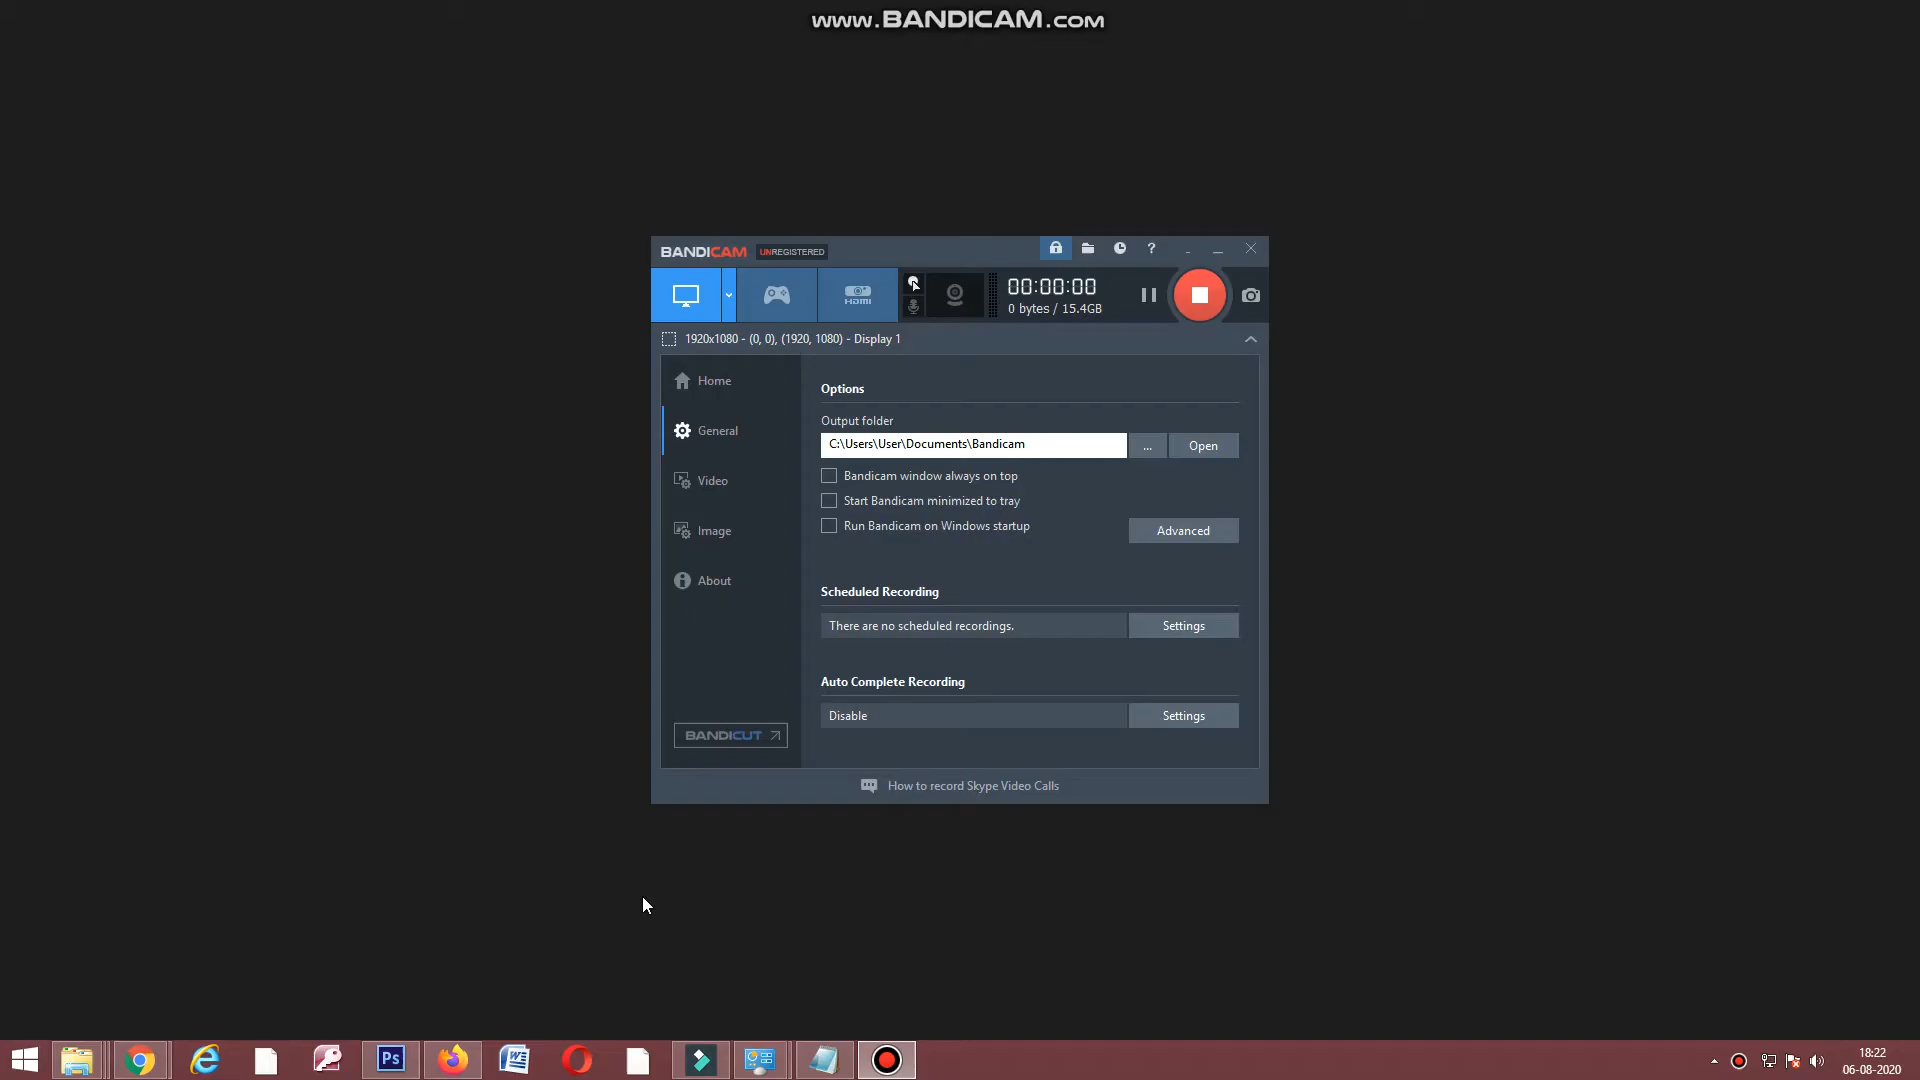 www.BANDICAM.com
BANDICAM UNREGISTERED
?
HDMI
00:00:00
0 bytes / 15.4GB
1920x1080 - (0, 0), (1920, 1080) - Display 1
Home
General
Video
Image
About
BANDICUT
Options
Output folder
C:\Users\User\Documents\Bandicam
...
Open
Bandicam window always on top
Start Bandicam minimized to tray
Run Bandicam on Windows startup
Advanced
Scheduled Recording
There are no scheduled recordings.
Settings
Auto Complete Recording
Disable
Settings
How to record Skype Video Calls
Ps
18:22
06-08-2020